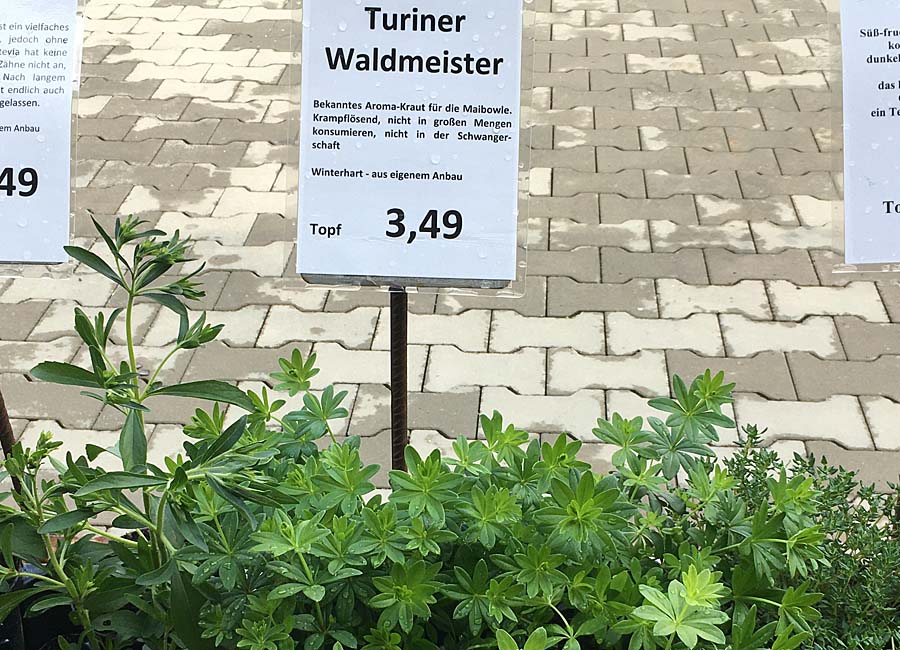 st ein vielfaches
jedoch ohne
tevia hat keine
Zähne nicht an,
Nach langem
t endlich auch
gelassen.
em Anbau
49
Turiner
Waldmeister
Bekanntes Aroma-Kraut für die Maibowle.
Krampflösend, nicht in großen Mengen
konsumieren, nicht in der Schwanger-
schaft
Winterhart - aus eigenem Anbau
Topf 3,49
Süß-fru
ko
dunkel
das
ein Te
To